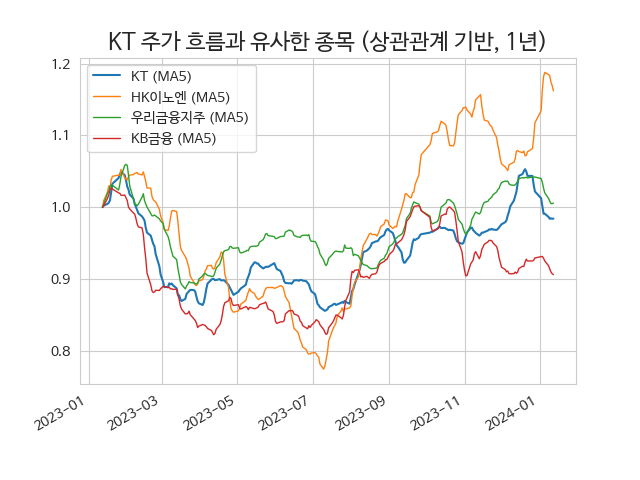 KT 주가 흐름과 유사한 종목 (상관관계 기반, 1년)
KT (MA5)
HK이노엔 (MA5)
우리금융지주 (MA5)
KB금융 (MA5)
1.2
1.1
1.0
0.9
0.8
2023-01
2023-03
2023-05
2023-07
2023-09
2023-11
2024-01